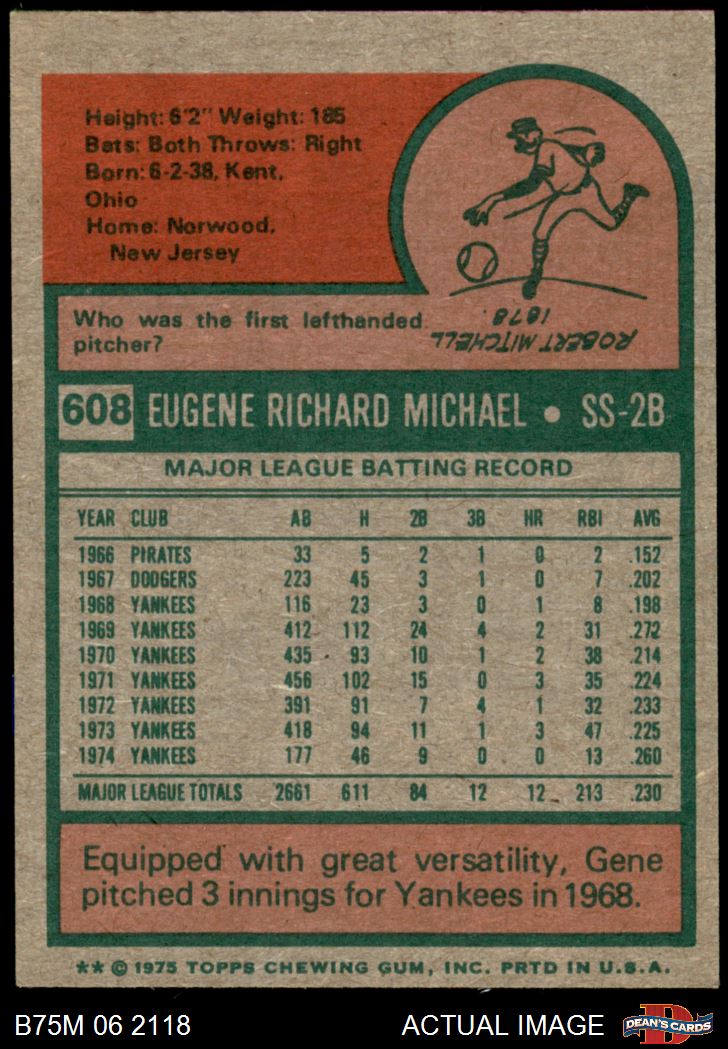 Height: 6'2" Weight: 185
Bats: Both Throws: Right
Born: 6-2-38, Kent,
Ohio
Home: Norwood,
New Jersey
Who was the first lefthanded
pitcher?
ROBERT MITCHELL
1878.
608 EUGENE RICHARD MICHAEL • SS-2B
MAJOR LEAGUE BATTING RECORD
YEAR CLUB AB H 2B 3B HR RBI AVG
1966 PIRATES 33 5 2 1 0 2 .152
1967 DODGERS 223 45 3 1 0 7 .202
1968 YANKEES 116 23 3 0 1 8 .198
1969 YANKEES 412 112 24 4 2 31 .272
1970 YANKEES 435 93 10 1 2 38 .214
1971 YANKEES 456 102 15 0 3 35 .224
1972 YANKEES 391 91 7 4 1 32 .233
1973 YANKEES 418 94 11 1 3 47 .225
1974 YANKEES 177 46 9 0 0 13 .260
MAJOR LEAGUE TOTALS 2661 611 84 12 12 213 .230
Equipped with great versatility, Gene
pitched 3 innings for Yankees in 1968.
** © 1975 TOPPS CHEWING GUM, INC. PRTD IN U.S.A.
B75M 06 2118 ACTUAL IMAGE D DEAN'S CARDS